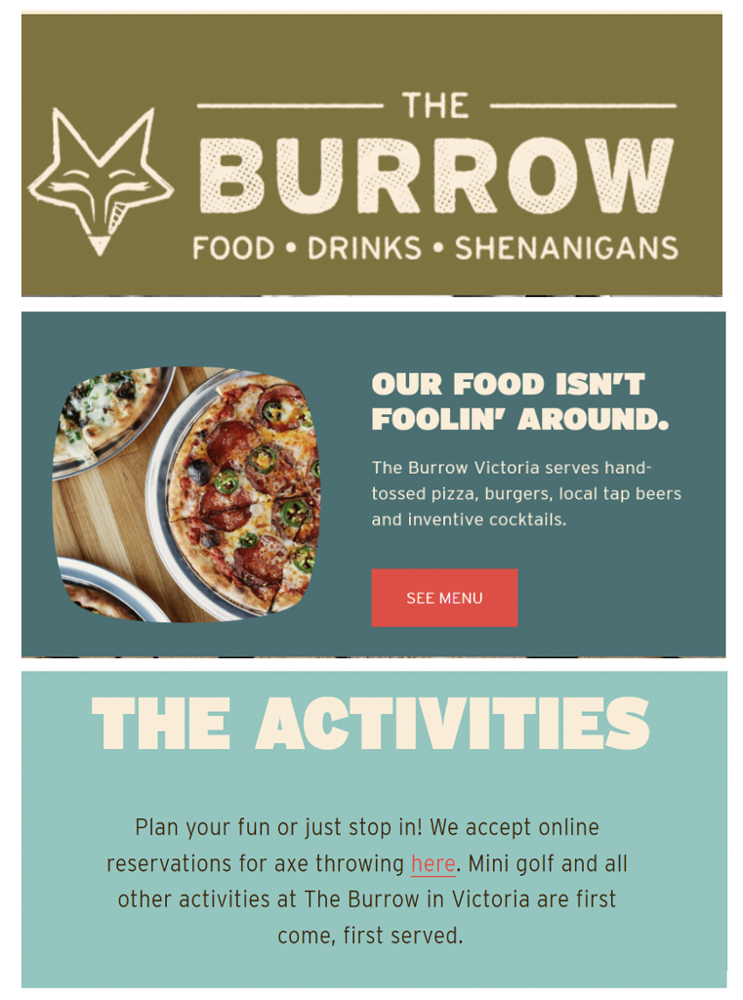 THE
BURROW
FOOD • DRINKS • SHENANIGANS
OUR FOOD ISN'T
FOOLIN' AROUND.
The Burrow Victoria serves hand-
tossed pizza, burgers, local tap beers
and inventive cocktails.
SEE MENU
THE ACTIVITIES
Plan your fun or just stop in! We accept online
reservations for axe throwing here. Mini golf and all
other activities at The Burrow in Victoria are first
come, first served.